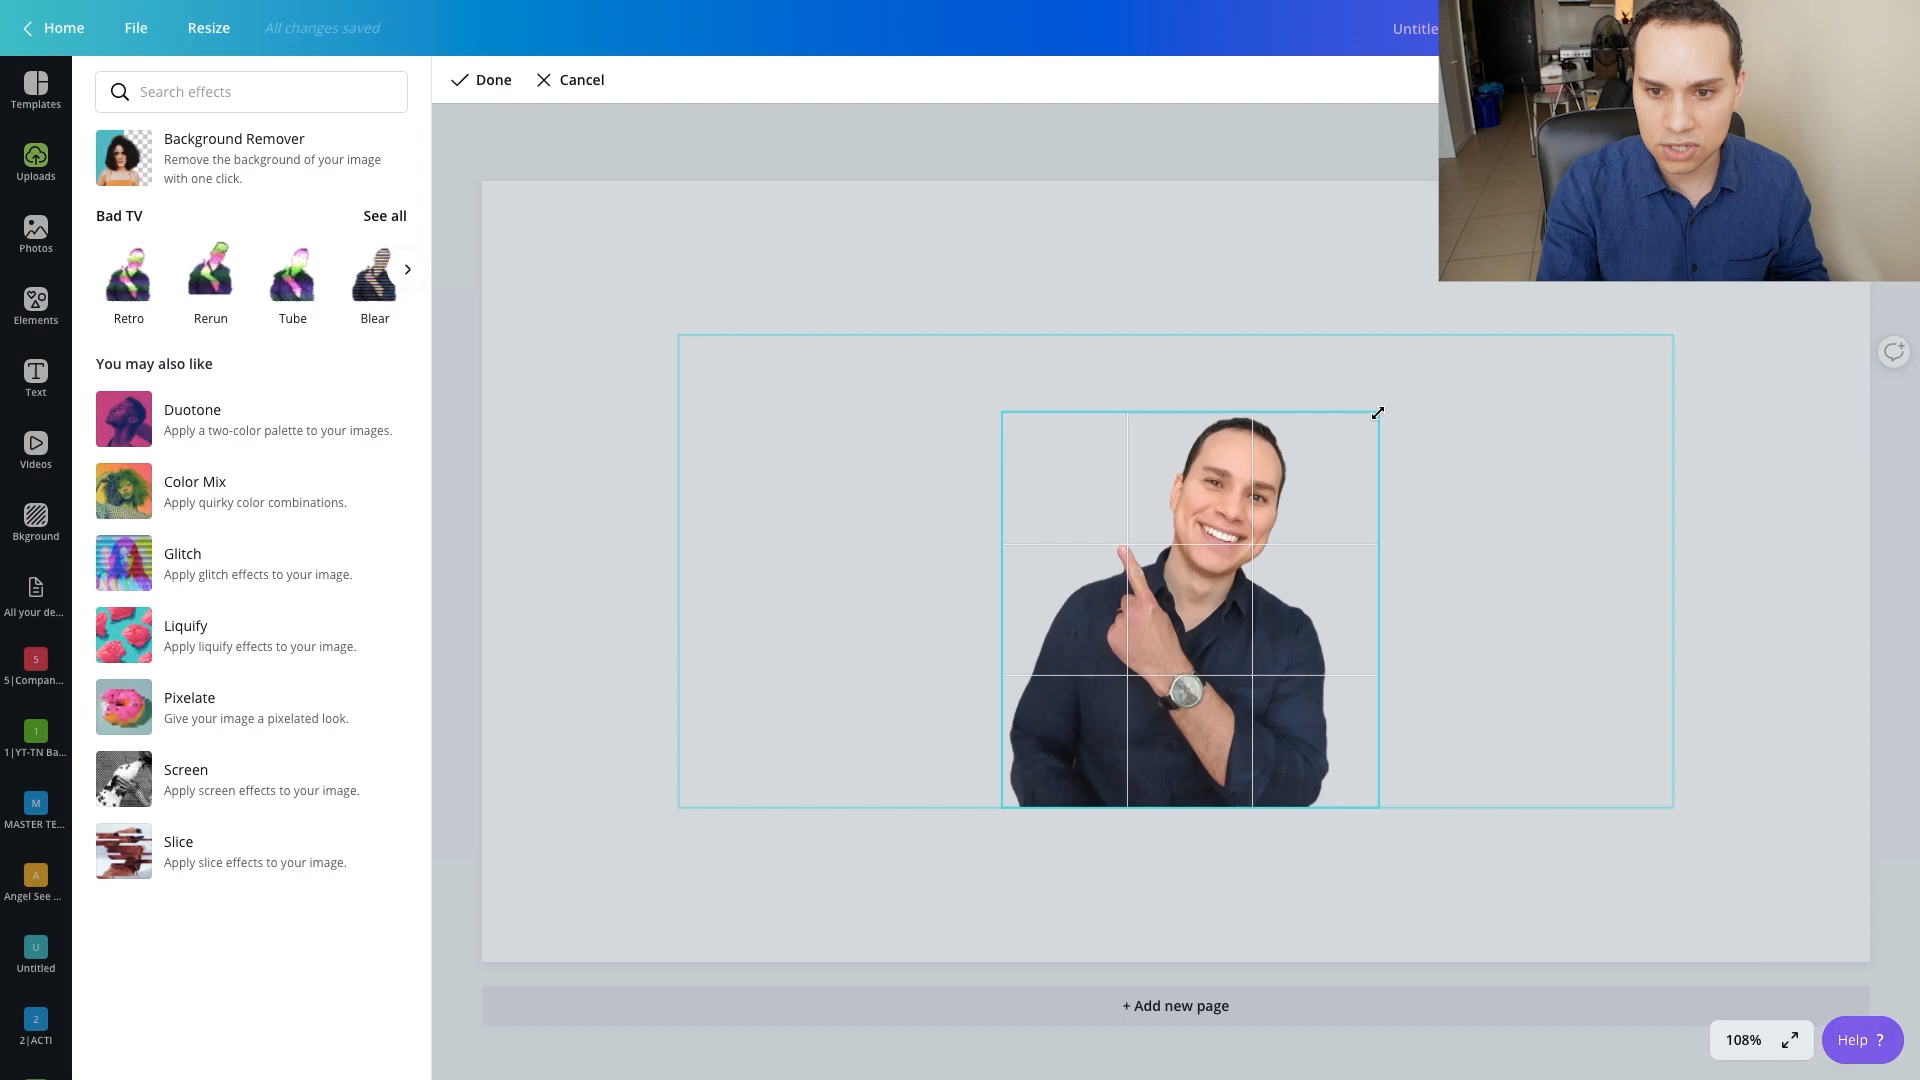 Home
File
Resize
All changes saved
Untitle
Templates
Uploads
Photos
Elements
Text
Videos
Bkground
All your de...
5
5|Compan...
1
1|YT-TN Ba...
M
MASTER TE...
A
Angel See ...
U
Untitled
2
2|ACTI
Search effects
Background Remover
Remove the background of your image
with one click.
Bad TV
See all
Retro
Rerun
Tube
Blear
You may also like
Duotone
Apply a two-color palette to your images.
Color Mix
Apply quirky color combinations.
Glitch
Apply glitch effects to your image.
Liquify
Apply liquify effects to your image.
Pixelate
Give your image a pixelated look.
Screen
Apply screen effects to your image.
Slice
Apply slice effects to your image.
Done
Cancel
+ Add new page
108%
Help ?